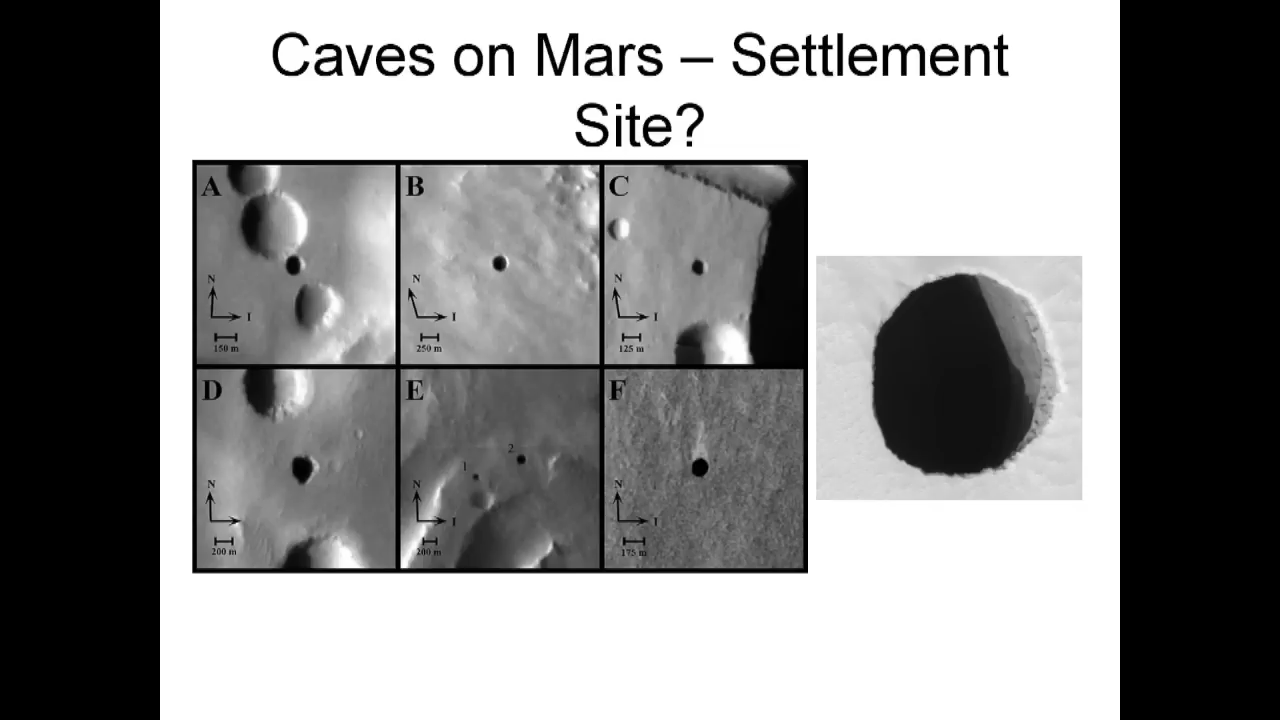 Caves on Mars – Settlement
Site?
A
B
C
N
N
N
I
I
I
150 m
250 m
125 m
D
E
F
2
1
N
N
N
I
I
200 m
200 m
175 m